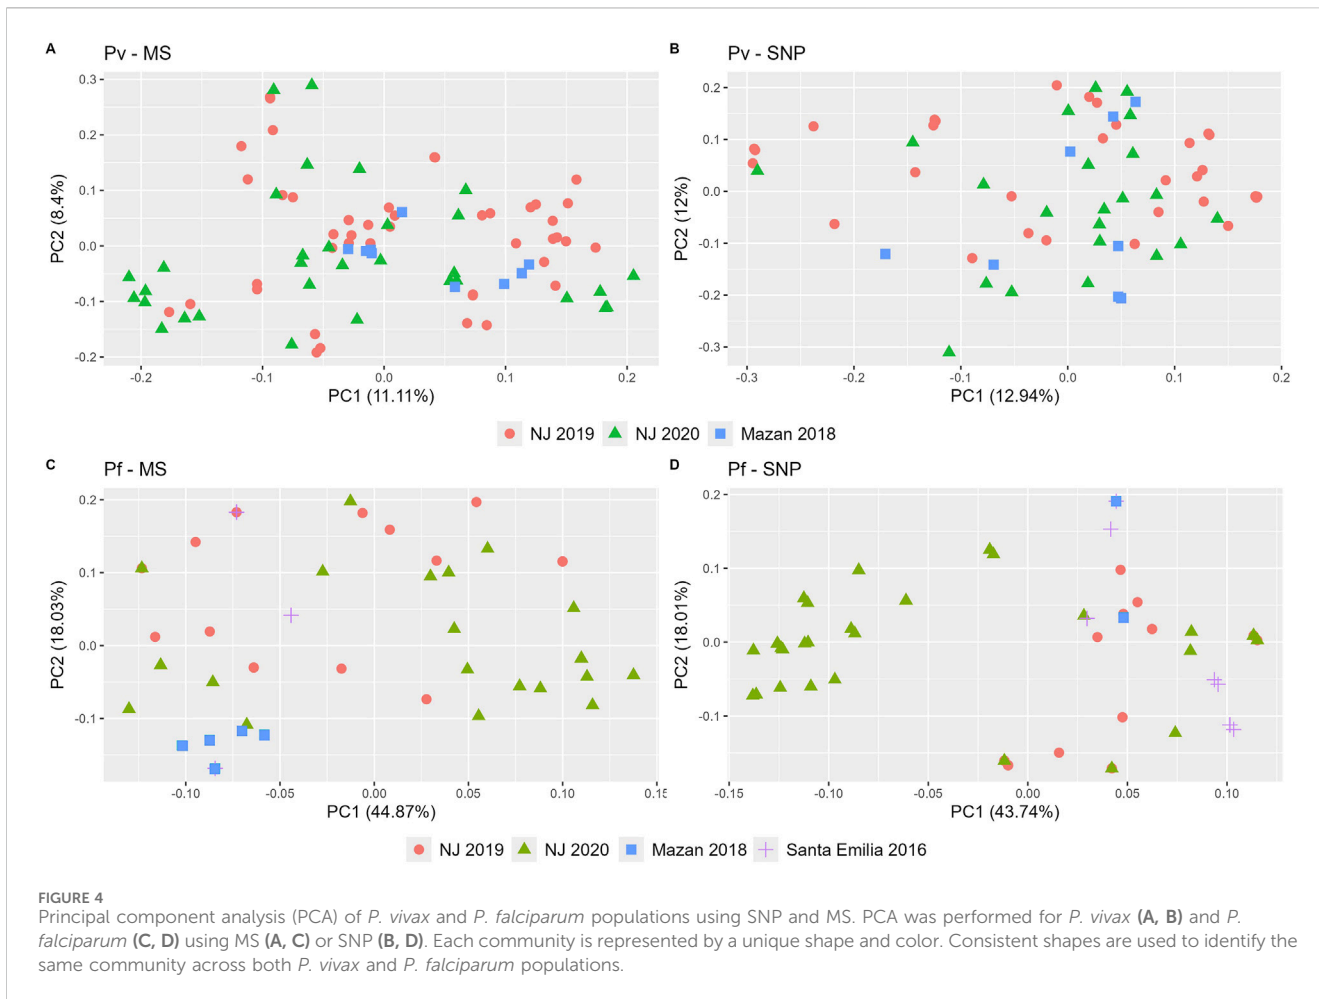 A
Pv - MS
0.3
0.2
0.1
0.0
-0.1
-0.2
PC2 (8.4%)
-0.2 -0.1 0.0 0.1 0.2
PC1 (11.11%)
B
Pv - SNP
0.2
0.1
0.0
-0.1
-0.2
-0.3
PC2 (12%)
-0.3 -0.2 -0.1 0.0 0.1 0.2
PC1 (12.94%)
NJ 2019 NJ 2020 Mazan 2018
C
Pf - MS
0.2
0.1
0.0
-0.1
PC2 (18.03%)
-0.10 -0.05 0.00 0.05 0.10 0.15
PC1 (44.87%)
D
Pf - SNP
0.2
0.1
0.0
-0.1
PC2 (18.01%)
-0.15 -0.10 -0.05 0.00 0.05 0.10
PC1 (43.74%)
NJ 2019 NJ 2020 Mazan 2018 Santa Emilia 2016
FIGURE 4
Principal component analysis (PCA) of P. vivax and P. falciparum populations using SNP and MS. PCA was performed for P. vivax (A, B) and P.
falciparum (C, D) using MS (A, C) or SNP (B, D). Each community is represented by a unique shape and color. Consistent shapes are used to identify the
same community across both P. vivax and P. falciparum populations.